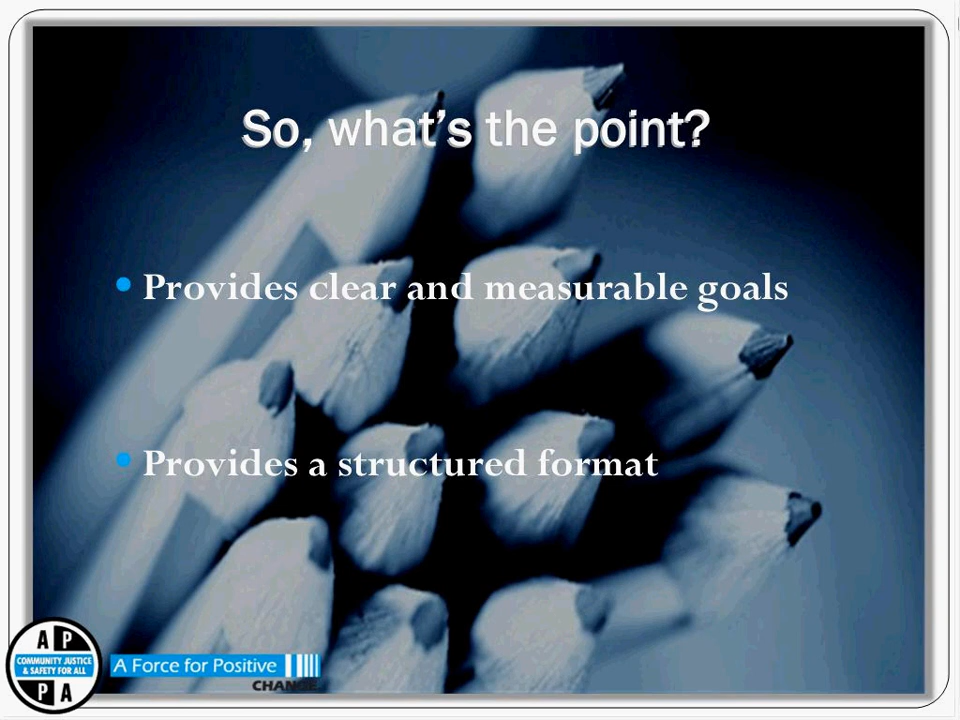 So, what's the point?
• Provides clear and measurable goals
• Provides a structured format
A P
COMMUNITY JUSTICE
& SAFETY FOR ALL
P A
A Force for Positive
CHANGE